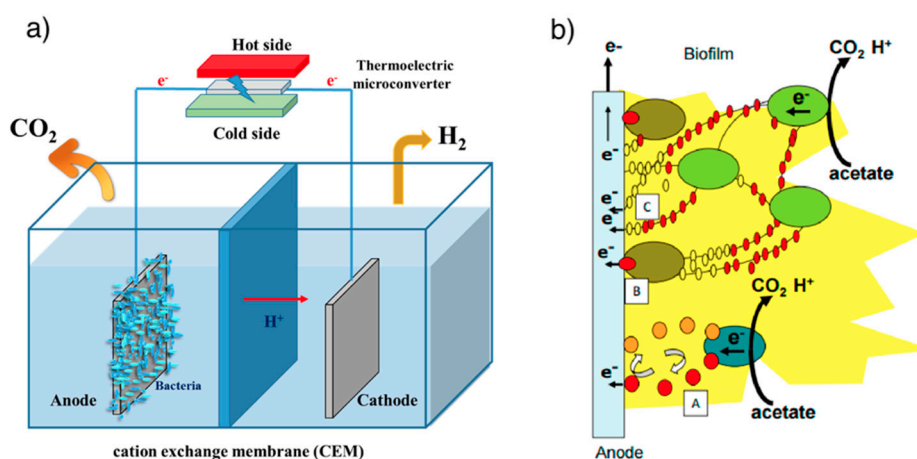 a)
Hot side
e-
e-
Thermoelectric
microconverter
Cold side
CO2
H2
H+
Bacteria
Anode
Cathode
cation exchange membrane (CEM)
b)
e-
Biofilm
CO2 H+
e-
acetate
e-
C
e-
e-
e-
B
CO2 H+
e-
e-
A
acetate
Anode